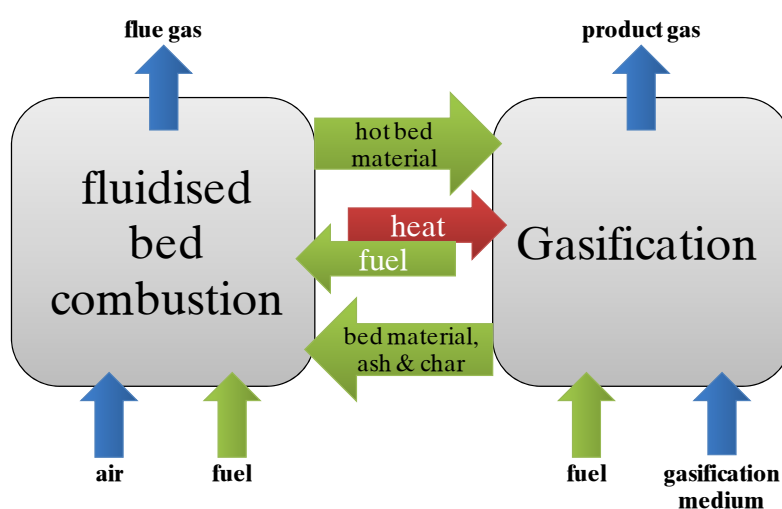 flue gas
product gas
hot bed
material
fluidised
bed
combustion
heat
fuel
Gasification
bed material,
ash & char
air
fuel
fuel
gasification
medium